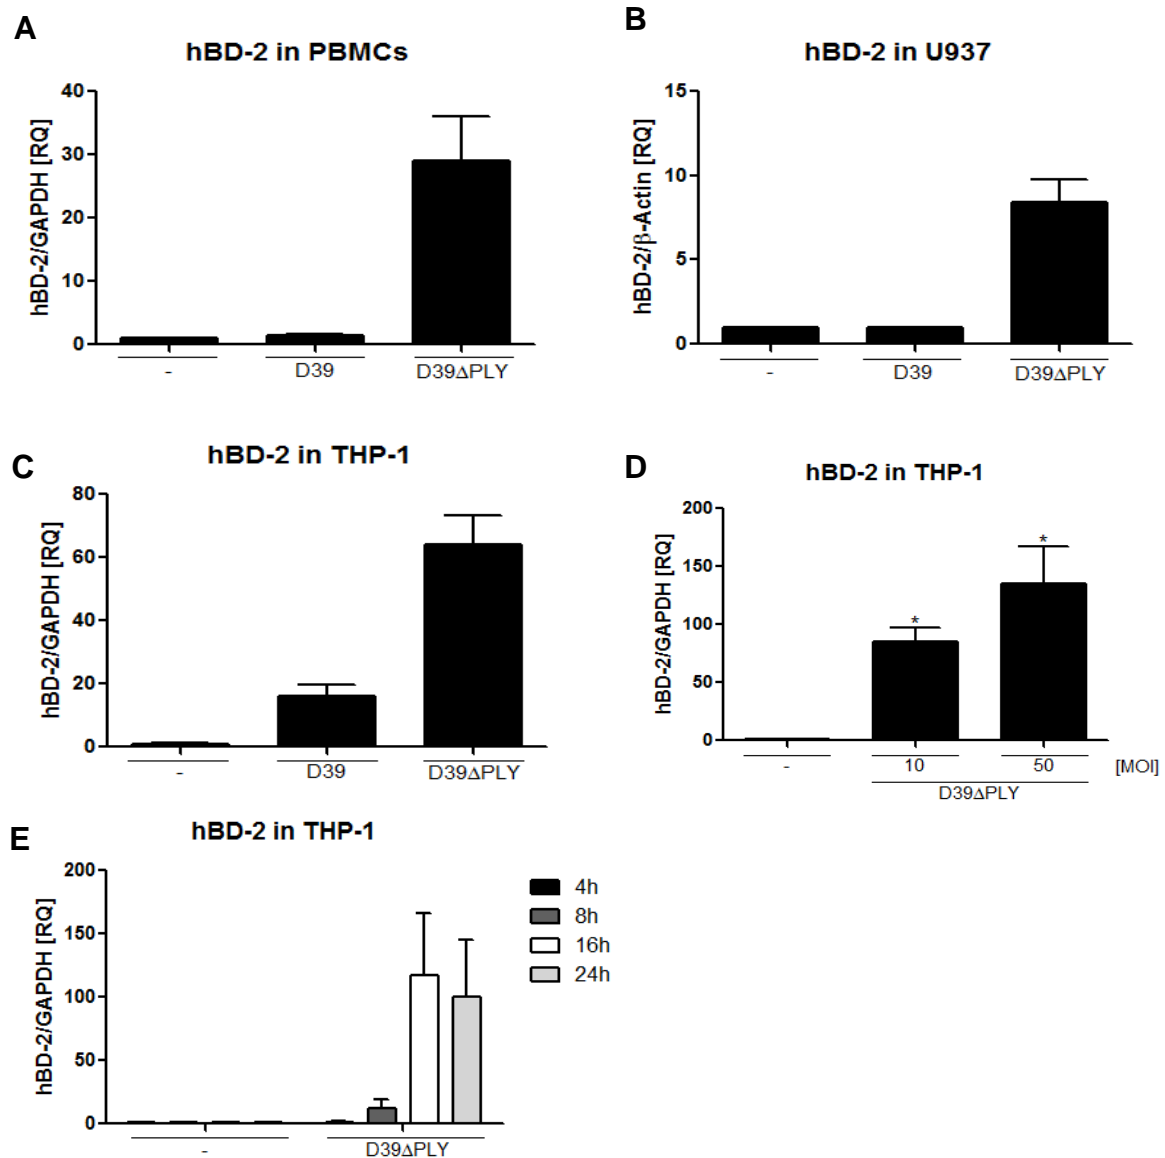 A
hBD-2 in PBMCs
hBD-2/GAPDH [RQ]
40
30
20
10
0
-
D39
D39ΔPLY
B
hBD-2 in U937
hBD-2/β-Actin [RQ]
15
10
5
0
-
D39
D39ΔPLY
C
hBD-2 in THP-1
hBD-2/GAPDH [RQ]
80
60
40
20
0
-
D39
D39ΔPLY
D
hBD-2 in THP-1
hBD-2/GAPDH [RQ]
200
150
100
50
0
*
*
-
10
50
[MOI]
D39ΔPLY
E
hBD-2 in THP-1
hBD-2/GAPDH [RQ]
200
150
100
50
0
4h
8h
16h
24h
-
D39ΔPLY